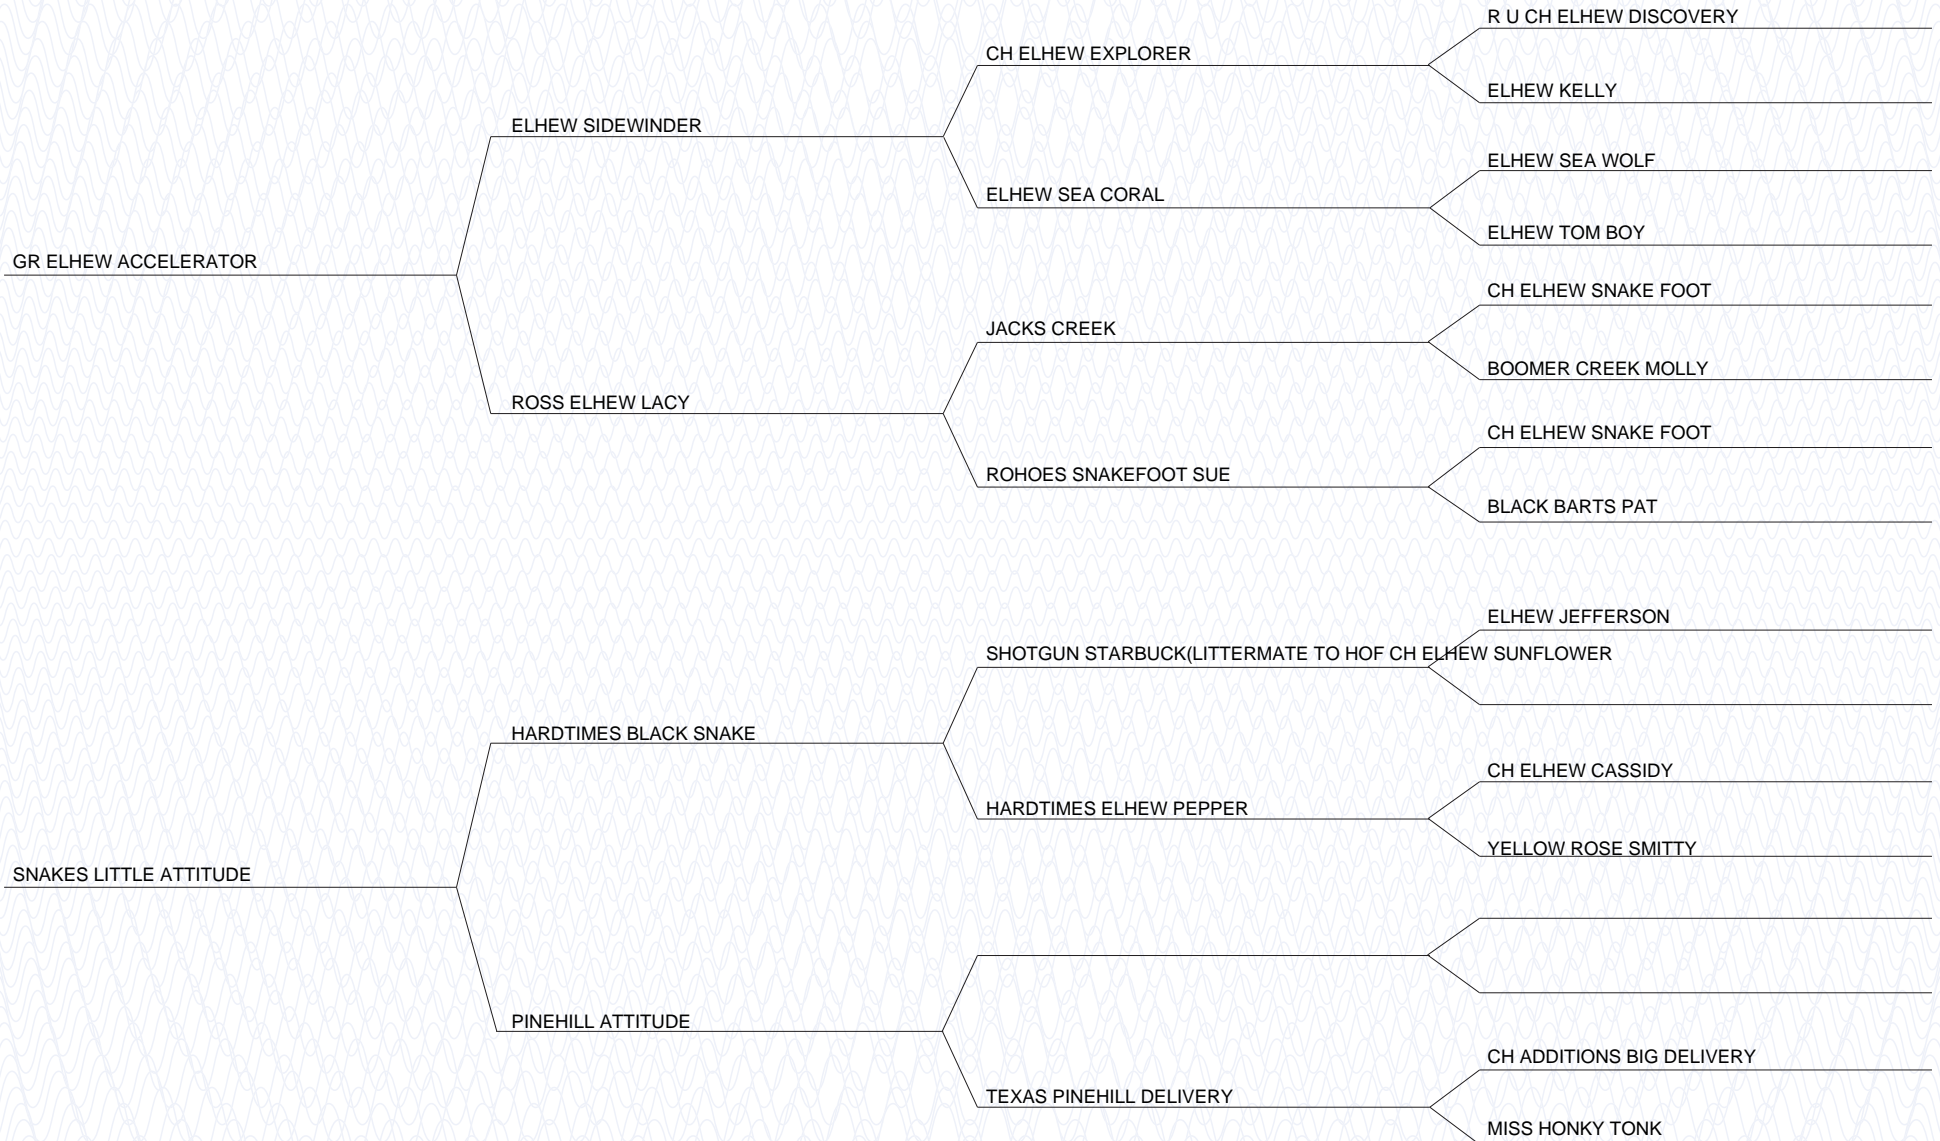 R U CH ELHEW DISCOVERY
CH ELHEW EXPLORER
ELHEW KELLY
ELHEW SIDEWINDER
ELHEW SEA WOLF
ELHEW SEA CORAL
ELHEW TOM BOY
GR ELHEW ACCELERATOR
CH ELHEW SNAKE FOOT
JACKS CREEK
BOOMER CREEK MOLLY
ROSS ELHEW LACY
CH ELHEW SNAKE FOOT
ROHOES SNAKEFOOT SUE
BLACK BARTS PAT
ELHEW JEFFERSON
SHOTGUN STARBUCK(LITTERMATE TO HOF CH ELHEW SUNFLOWER
HARDTIMES BLACK SNAKE
CH ELHEW CASSIDY
HARDTIMES ELHEW PEPPER
YELLOW ROSE SMITTY
SNAKES LITTLE ATTITUDE
PINEHILL ATTITUDE
CH ADDITIONS BIG DELIVERY
TEXAS PINEHILL DELIVERY
MISS HONKY TONK